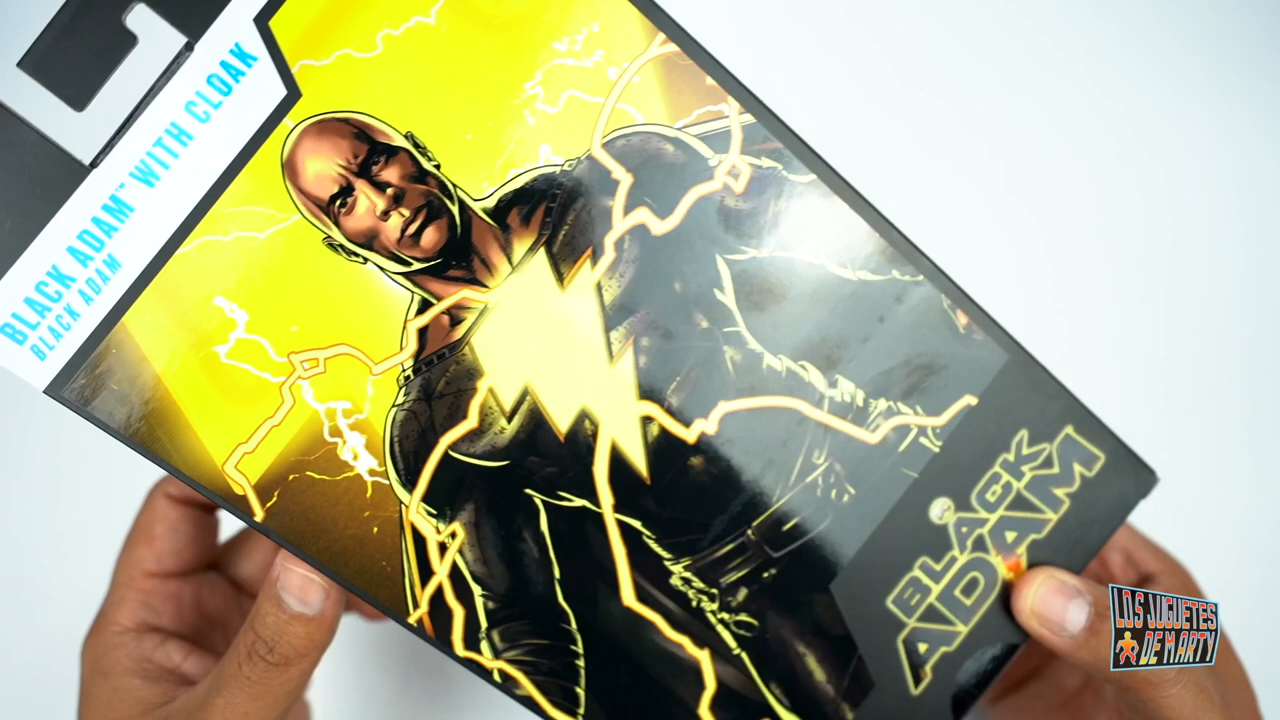 BLACK ADAM™ WITH CLOAK
BLACK ADAM
BLACK
ADAM
LOS JUGUETES
DE MARTY